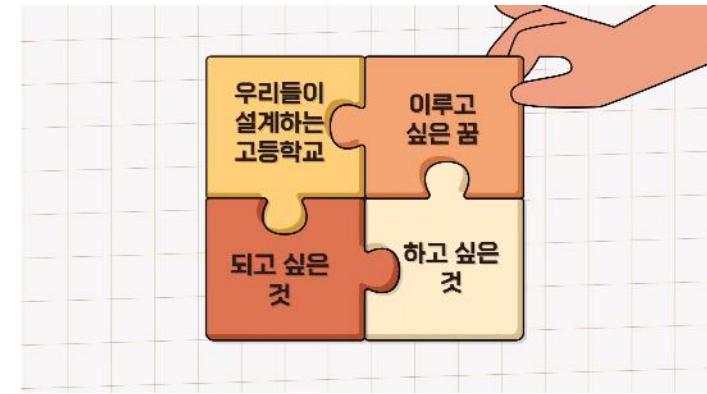 우리들이
설계하는
고등학교
이루고
싶은 꿈
되고 싶은
것
하고 싶은
것